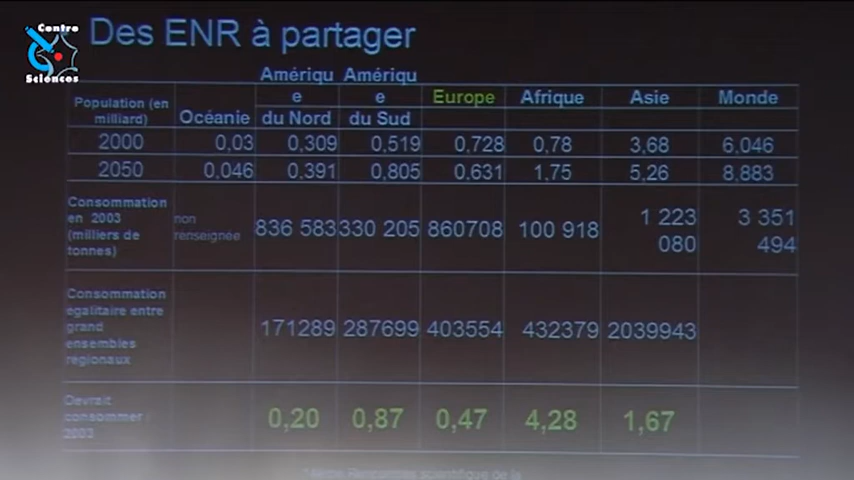 Centre
Sciences
Des ENR à partager
Population (en milliard) Océanie Amériqu e du Nord Amériqu e du Sud Europe Afrique Asie Monde
2000 0,03 0,309 0,519 0,728 0,78 3,68 6,046
2050 0,046 0,391 0,805 0,631 1,75 5,26 8,883
Consommation en 2003 (milliers de tonnes) non renseignée 836 583 330 205 860708 100 918 1 223 080 3 351 494
Consommation egalitaire entre grand ensembles regionaux 171289 287699 403554 432379 2039943
Devrait consommer 2003 0,20 0,87 0,47 4,28 1,67
Rencontres scientifique de la